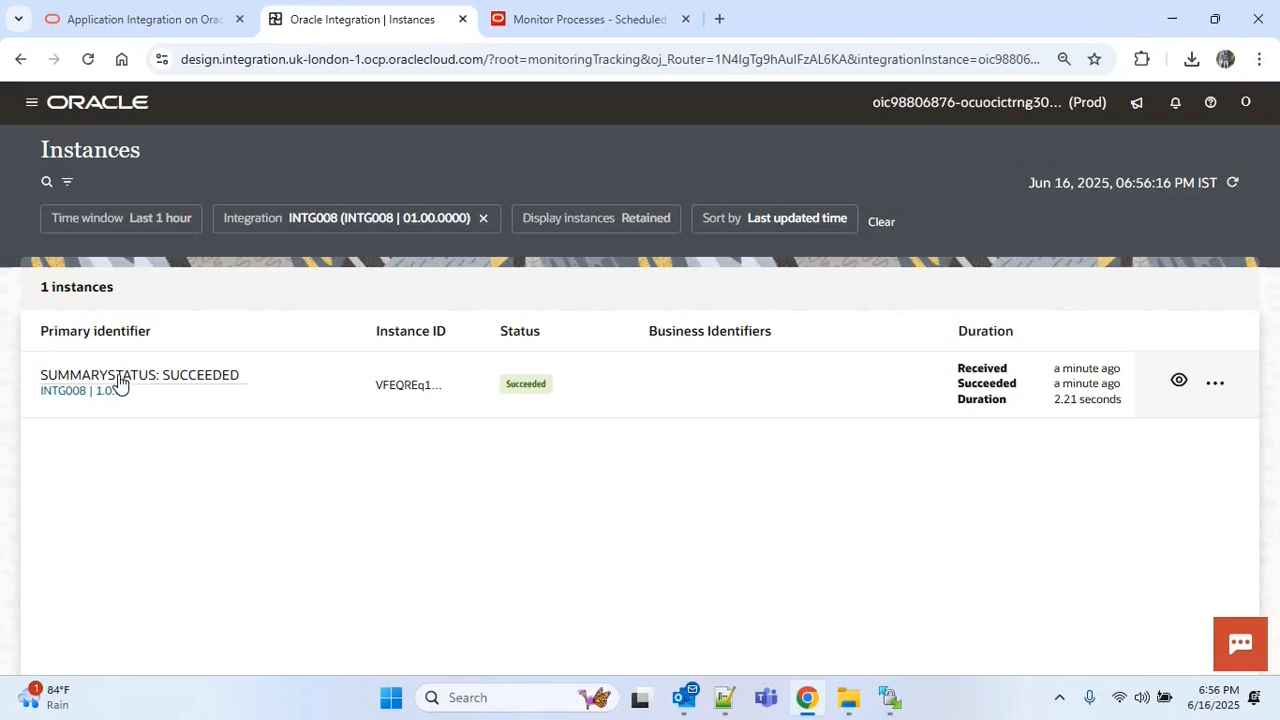 Application Integration on Orac
Oracle Integration | Instances
Monitor Processes - Scheduled
design.integration.uk-london-1.ocp.oraclecloud.com/?root=monitoringTracking&oj_Router=1N4IgTg9hAuIFzAL6KA&integrationInstance=oic98806...
ORACLE
oic98806876-ocuocictrng30... (Prod)
O
Instances
Jun 16, 2025, 06:56:16 PM IST
Time window Last 1 hour
Integration INTG008 (INTG008 | 01.00.0000)
Display instances Retained
Sort by Last updated time
Clear
1 instances
Primary identifier
Instance ID
Status
Business Identifiers
Duration
SUMMARYSTATUS: SUCCEEDED
INTG008 | 1.0.
VFEQREq1...
Succeeded
Received a minute ago
Succeeded a minute ago
Duration 2.21 seconds
1
84°F
Rain
Search
6:56 PM
6/16/2025